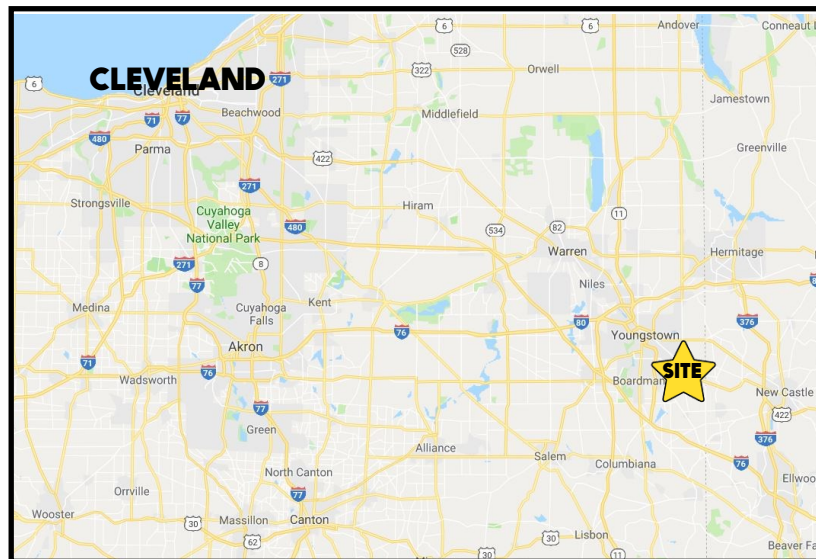 6
6
Andover
Conneaut L
528
322
Orwell
CLEVELAND
Cleveland
271
6
Jamestown
Beachwood
Middlefield
71
77
480
Parma
422
Greenville
271
Strongsville
Hiram
Cuyahoga
Valley
National Park
11
480
534
82
Warren
Hermitage
271
8
77
Niles
Medina
Cuyahoga
Falls
Kent
80
376
76
Youngstown
Akron
71
76
Wadsworth
SITE
Boardman
New Castle
77
422
Green
376
Alliance
Salem
Columbiana
76
North Canton
Ellwoo
Orrville
77
Wooster
30
Massillon
Canton
62
30
Lisbon
30
11
Beaver Fa